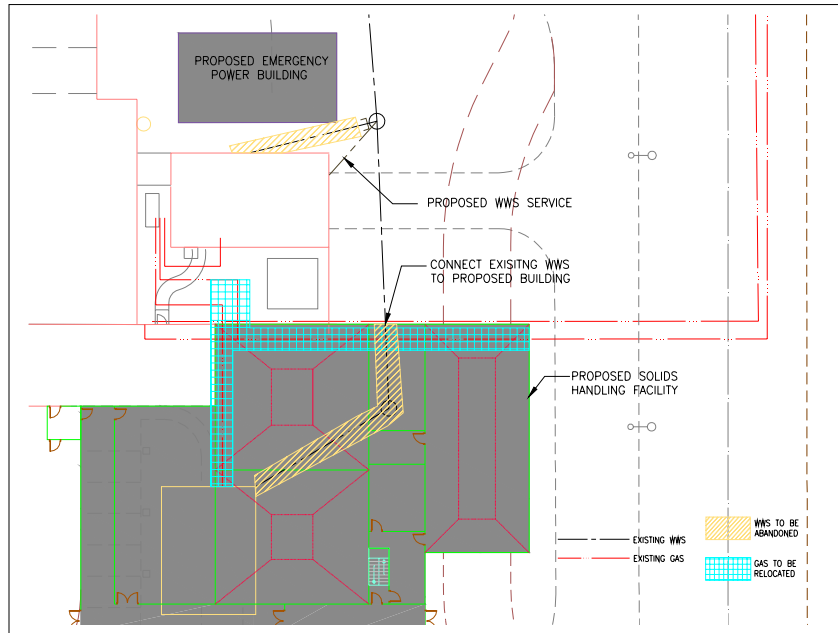 PROPOSED EMERGENCY
POWER BUILDING
PROPOSED WWS SERVICE
CONNECT EXISITNG WWS
TO PROPOSED BUILDING
PROPOSED SOLIDS
HANDLING FACILITY
EXISTING WWS
EXISTING GAS
WWS TO BE
ABANDONED
GAS TO BE
RELOCATED